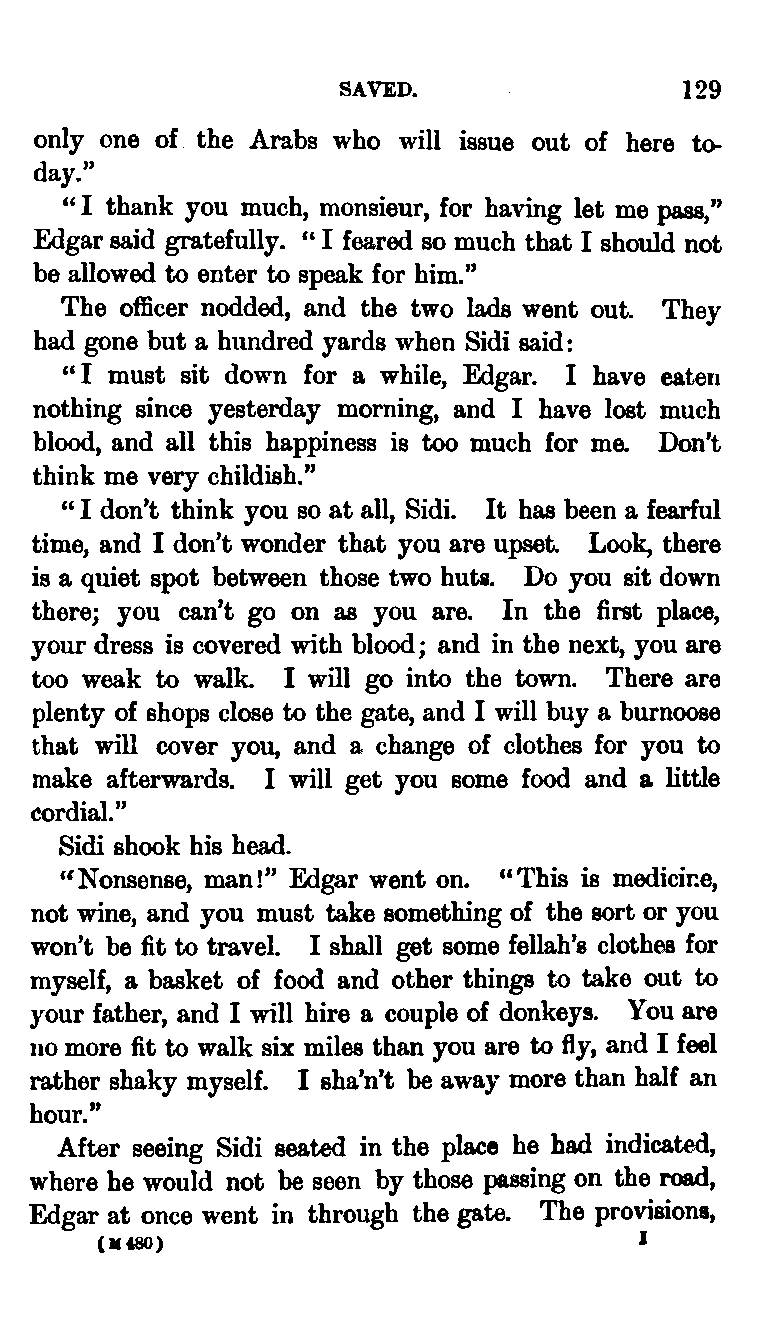 SAVED. 129
only one of the Arabs who will issue out of here to-
day.”
“I thank you much, monsieur, for having let me pass,”
Edgar said gratefully. “I feared so much that I should not
be allowed to enter to speak for him.”
The officer nodded, and the two lads went out. They
had gone but a hundred yards when Sidi said:
“I must sit down for a while, Edgar. I have eaten
nothing since yesterday morning, and I have lost much
blood, and all this happiness is too much for me. Don’t
think me very childish.”
“I don’t think you so at all, Sidi. It has been a fearful
time, and I don’t wonder that you are upset. Look, there
is a quiet spot between those two huts. Do you sit down
there; you can’t go on as you are. In the first place,
your dress is covered with blood; and in the next, you are
too weak to walk. I will go into the town. There are
plenty of shops close to the gate, and I will buy a burnoose
that will cover you, and a change of clothes for you to
make afterwards. I will get you some food and a little
cordial.”
Sidi shook his head.
“Nonsense, man!” Edgar went on. “This is medicine,
not wine, and you must take something of the sort or you
won’t be fit to travel. I shall get some fellah’s clothes for
myself, a basket of food and other things to take out to
your father, and I will hire a couple of donkeys. You are
no more fit to walk six miles than you are to fly, and I feel
rather shaky myself. I sha’n’t be away more than half an
hour.”
After seeing Sidi seated in the place he had indicated,
where he would not be seen by those passing on the road,
Edgar at once went in through the gate. The provisions,
(M 480) I